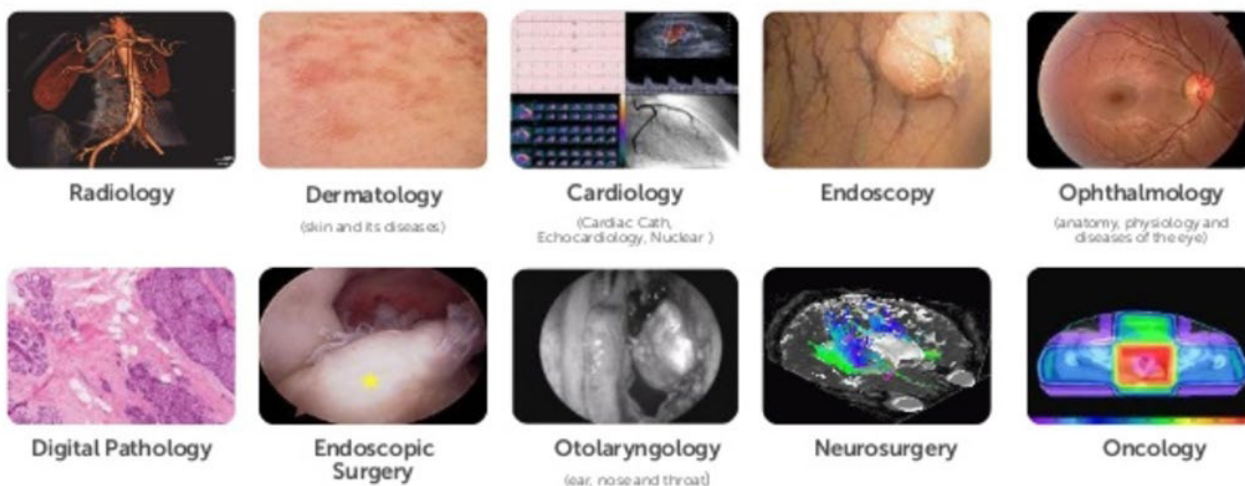 Radiology
Dermatology
(skin and its diseases)
Cardiology
(Cardiac Cath,
Echocardiology, Nuclear )
Endoscopy
Ophthalmology
(anatomy, physiology and
diseases of the eye)
Digital Pathology
Endoscopic
Surgery
Otolaryngology
(ear, nose and throat)
Neurosurgery
Oncology